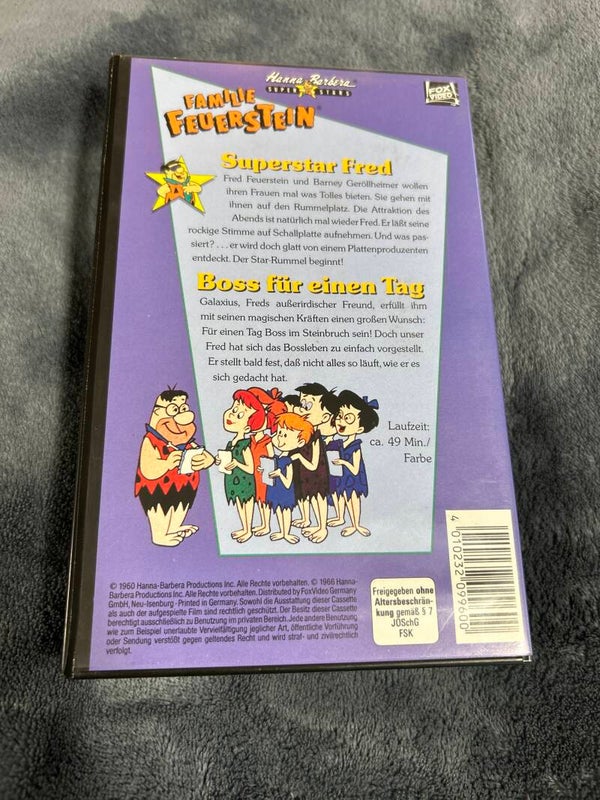 Hanna Barbera
SUPER STARS
FOX
VIDEO
FAMILIE
FEUERSTEIN
Superstar Fred
Fred Feuerstein und Barney Geröllheimer wollen
ihren Frauen mal was Tolles bieten. Sie gehen mit
ihnen auf den Rummelplatz. Die Attraktion des
Abends ist natürlich mal wieder Fred. Er läßt seine
rockige Stimme auf Schallplatte aufnehmen. Und was pas-
siert? ... er wird doch glatt von einem Plattenproduzenten
entdeckt. Der Star-Rummel beginnt!
Boss für einen Tag
Galaxius, Freds außerirdischer Freund, erfüllt ihm
mit seinen magischen Kräften einen großen Wunsch:
Für einen Tag Boss im Steinbruch sein! Doch unser
Fred hat sich das Bossleben zu einfach vorgestellt.
Er stellt bald fest, daß nicht alles so läuft, wie er es
sich gedacht hat.
Laufzeit:
ca. 49 Min./
Farbe
© 1960 Hanna-Barbera Productions Inc. Alle Rechte vorbehalten. © 1966 Hanna-
Barbera Productions Inc. Alle Rechte vorbehalten. Distributed by FoxVideo Germany
GmbH, Neu-Isenburg · Printed in Germany. Sowohl die Ausstattung dieser Cassette
als auch der aufgespielte Film sind rechtlich geschützt. Der Besitz dieser Cassette
berechtigt ausschließlich zu Benutzung im privaten Bereich. Jede andere Benutzung
wie zum Beispiel unerlaubte Vervielfältigung jeglicher Art, öffentliche Vorführung
oder Sendung verstößt gegen geltendes Recht und wird straf- und zivilrechtlich
verfolgt.
Freigegeben ohne
Altersbeschrän-
kung gemäß § 7
JÖSchG
FSK
4 010232 099600